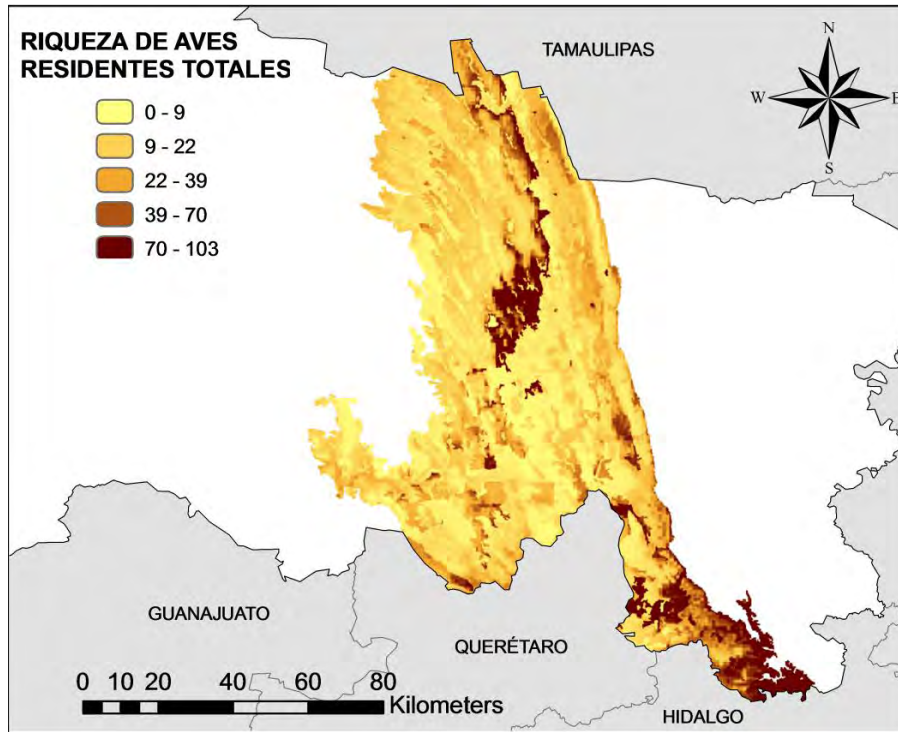 RIQUEZA DE AVES
RESIDENTES TOTALES
0 - 9
9 - 22
22 - 39
39 - 70
70 - 103
TAMAULIPAS
N
W
E
S
GUANAJUATO
QUERÉTARO
HIDALGO
0 5 10 20 40 60 80
Kilometers